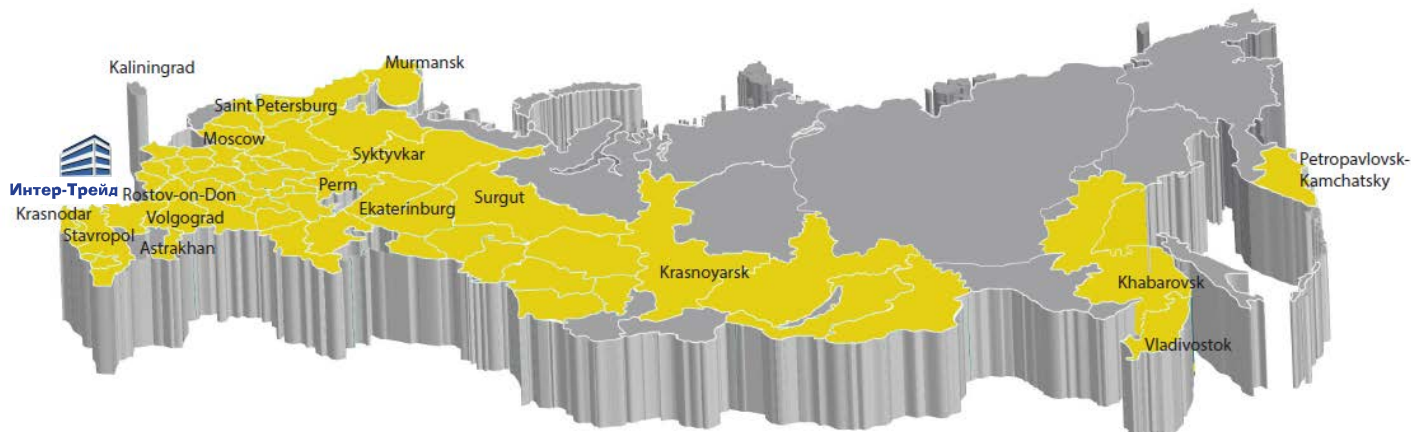 Murmansk
Kaliningrad
Saint Petersburg
Moscow
Syktyvkar
Petropavlovsk-
Kamchatsky
Интер-Трейд
Rostov-on-Don
Perm
Surgut
Krasnodar
Volgograd
Ekaterinburg
Stavropol
Astrakhan
Krasnoyarsk
Khabarovsk
Vladivostok